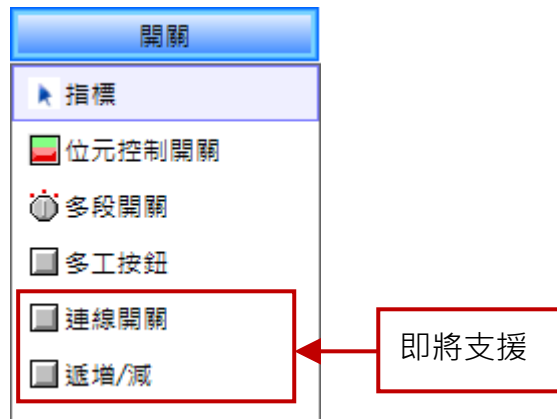 開關
指標
位元控制開關
多段開關
多工按鈕
連線開關
遞增/減
即將支援